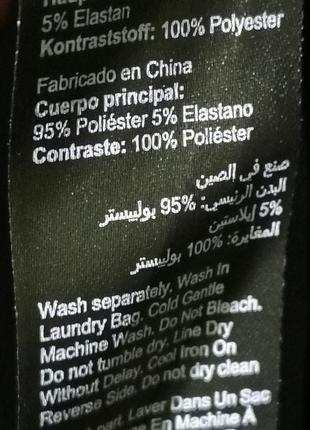 5% Elastan
Kontraststoff: 100% Polyester
Fabricado en China
Cuerpo principal:
95% Poliéster 5% Elastano
Contraste: 100% Poliéster
صنع في الصين
البدن الرئيسي: %95 بوليستر
%5 إيلاستين
المغايرة: %100 بوليستر
Wash separately, Wash In
Laundry Bag. Cold Gentle
Machine Wash. Do Not Bleach.
Do not tumble dry. Line Dry
Without Delay. Cool Iron On
Reverse Side. Do not dry clean
part. Laver Dans Un Sac
En Machine À